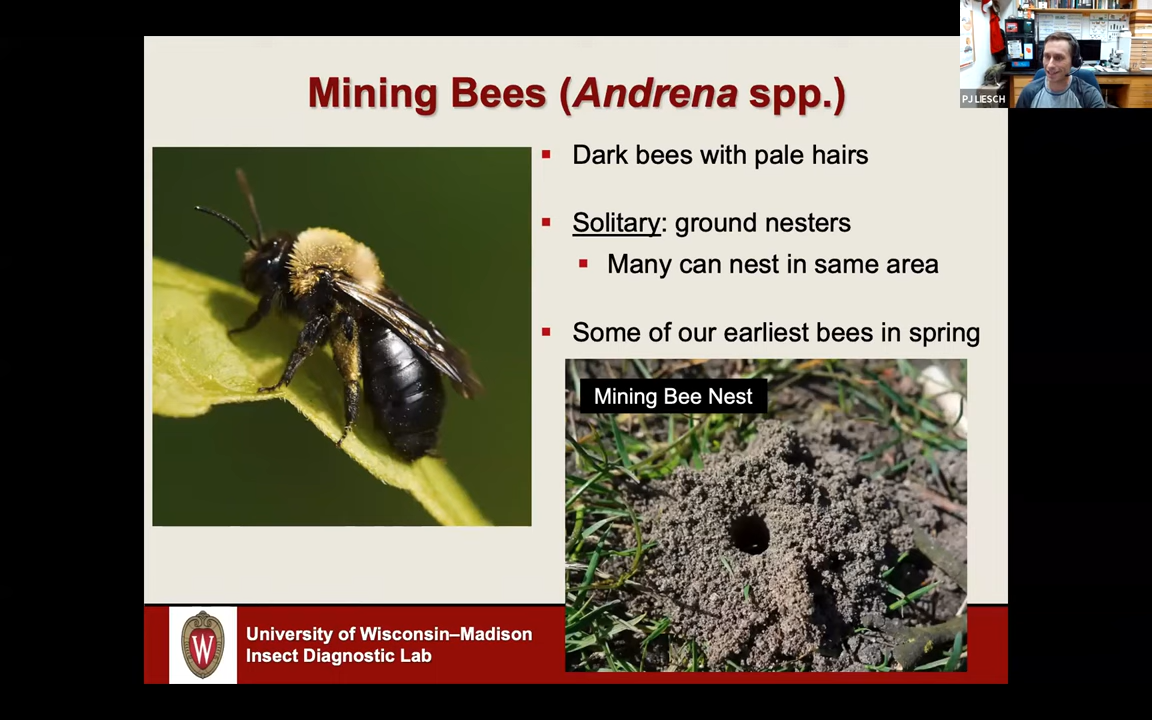 PJ LIESCH
Mining Bees (Andrena spp.)
Dark bees with pale hairs
Solitary: ground nesters
Many can nest in same area
Some of our earliest bees in spring
Mining Bee Nest
W
University of Wisconsin–Madison
Insect Diagnostic Lab